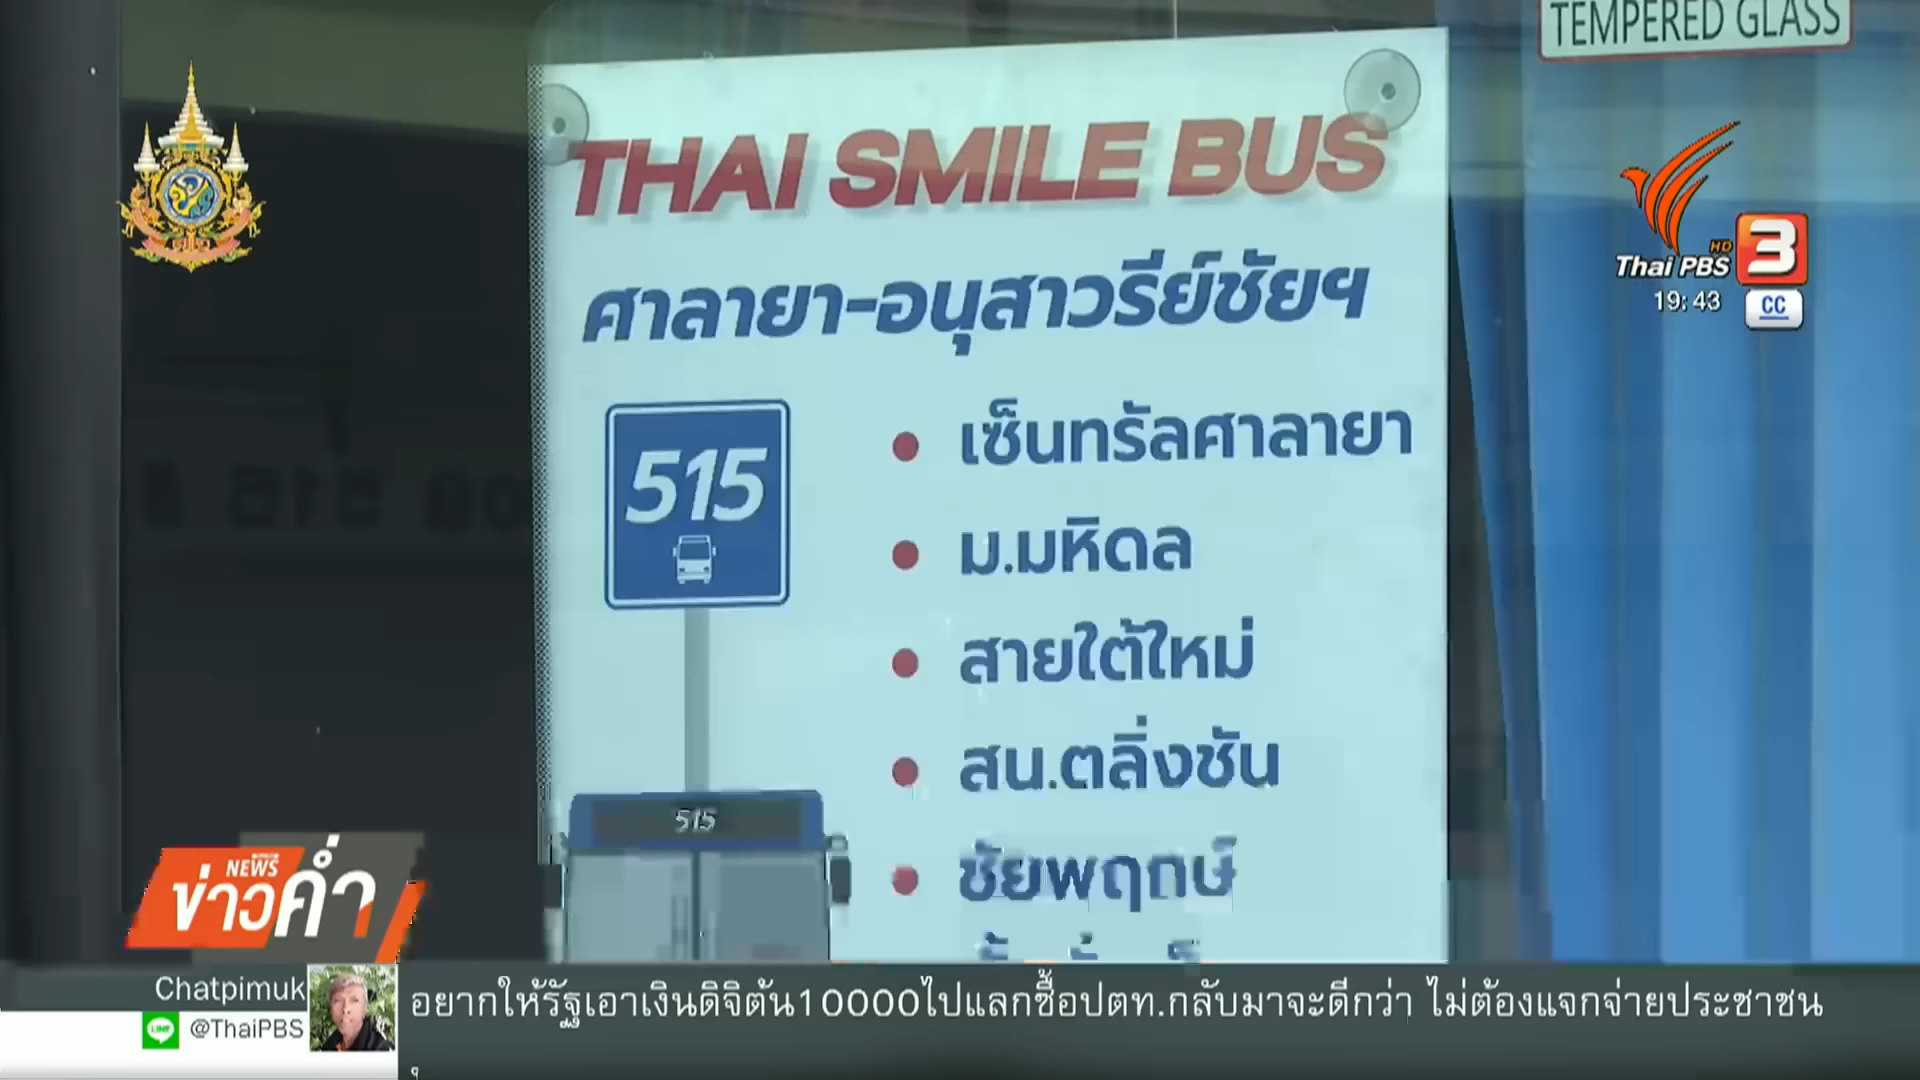 TEMPERED GLASS
THAI SMILE BUS
ศาลายา-อนุสาวรีย์ชัยฯ
515
เซ็นทรัลศาลายา
ม.มหิดล
สายใต้ใหม่
สน.ตลิ่งชัน
ชัยพฤกษ์
515
HD
Thai PBS 3
19:43
CC
NEWS
ข่าวค่ำ
Chatpimuk
LINE @ThaiPBS
อยากให้รัฐเอาเงินดิจิต้น10000ไปแลกซื้อปตท.กลับมาจะดีกว่า ไม่ต้องแจกจ่ายประชาชน